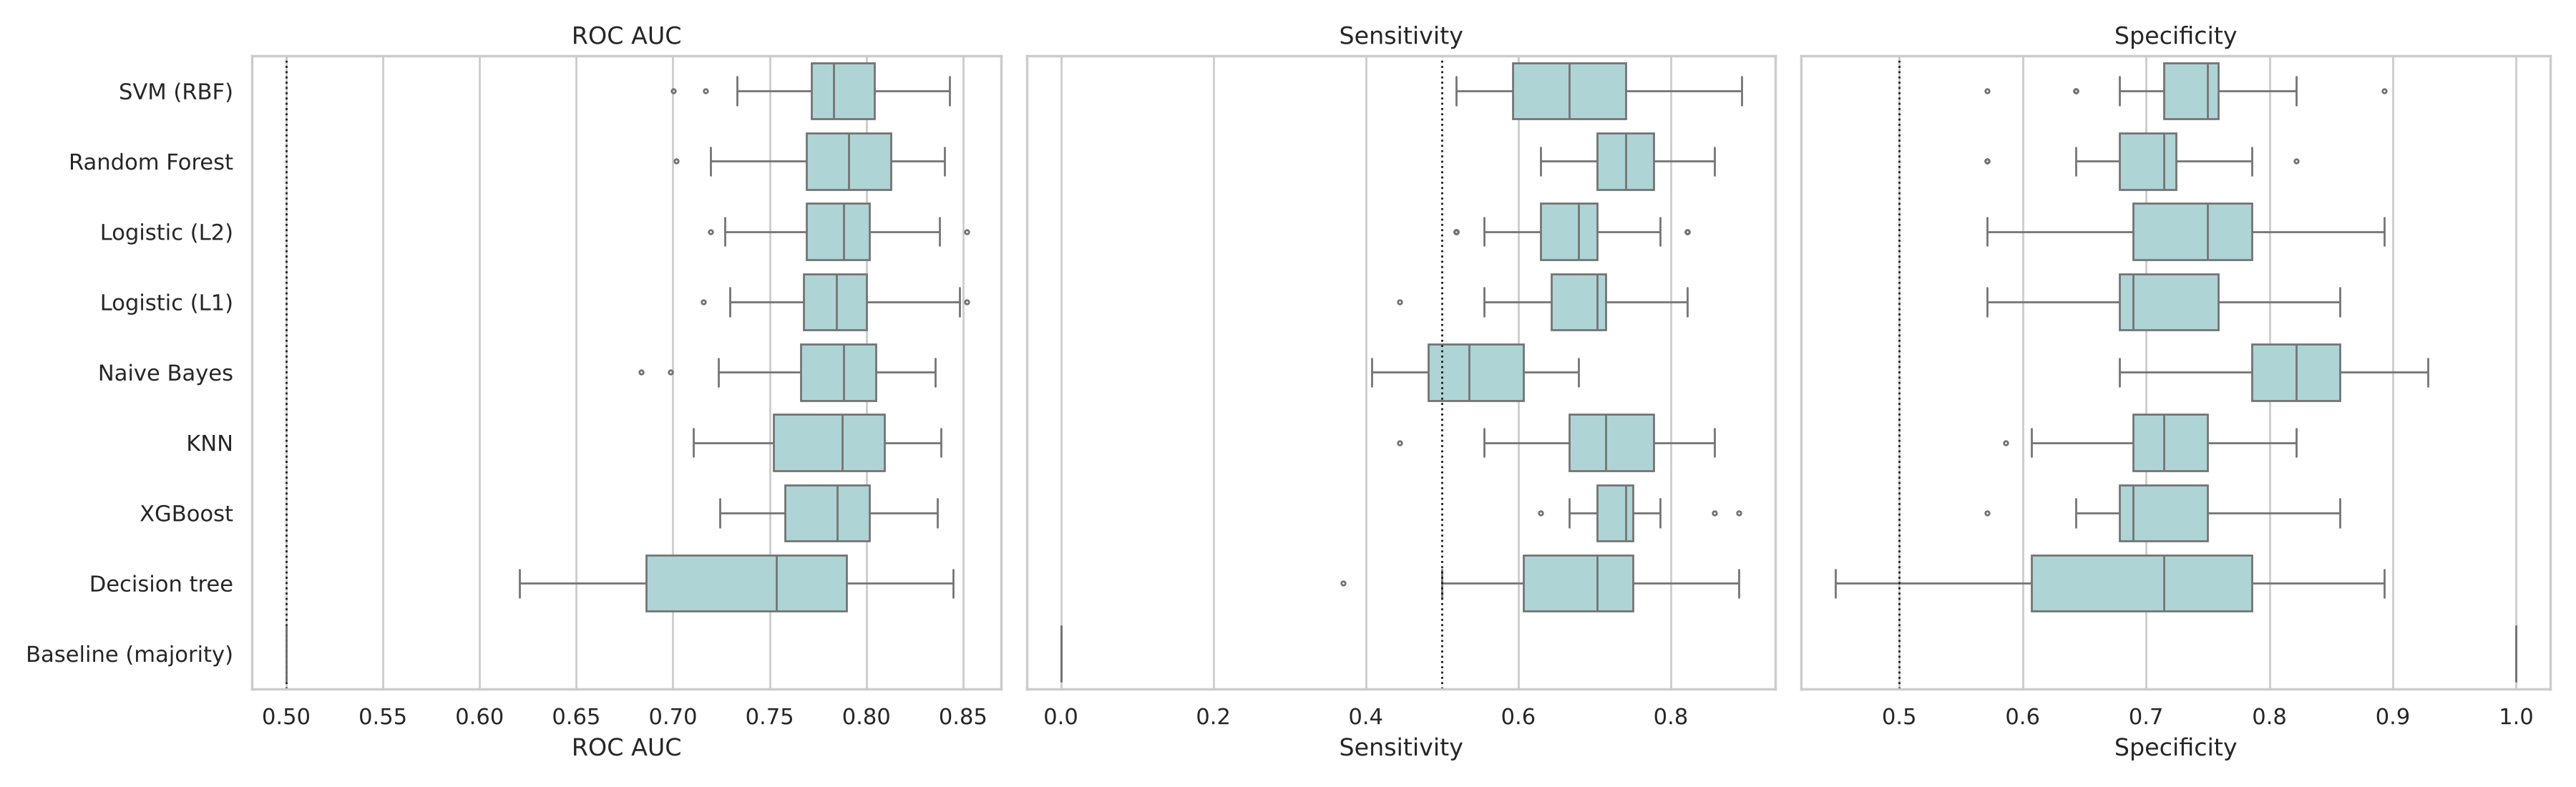 ROC AUC
Sensitivity
Specificity
SVM (RBF)
Random Forest
Logistic (L2)
Logistic (L1)
Naive Bayes
KNN
XGBoost
Decision tree
Baseline (majority)
0.50 0.55 0.60 0.65 0.70 0.75 0.80 0.85
0.0 0.2 0.4 0.6 0.8
0.5 0.6 0.7 0.8 0.9 1.0
ROC AUC
Sensitivity
Specificity